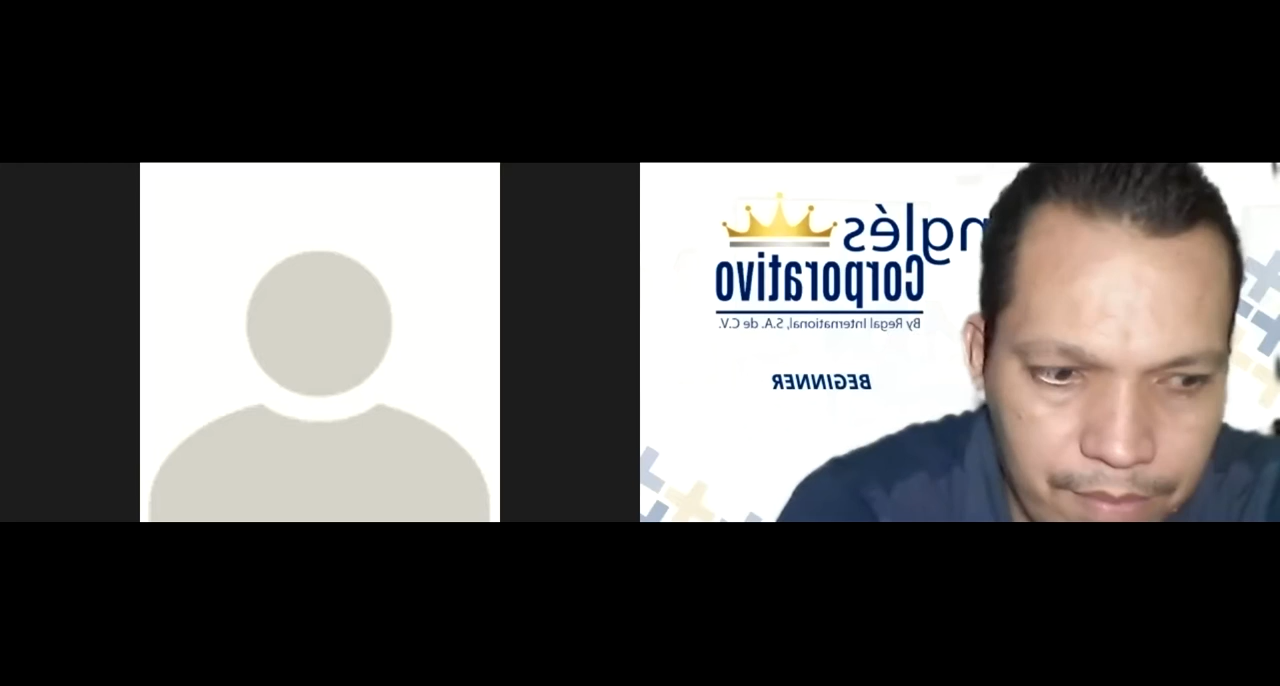 nglés
Corporativo
By Regal International, S.A. de C.V.
BEGINNER